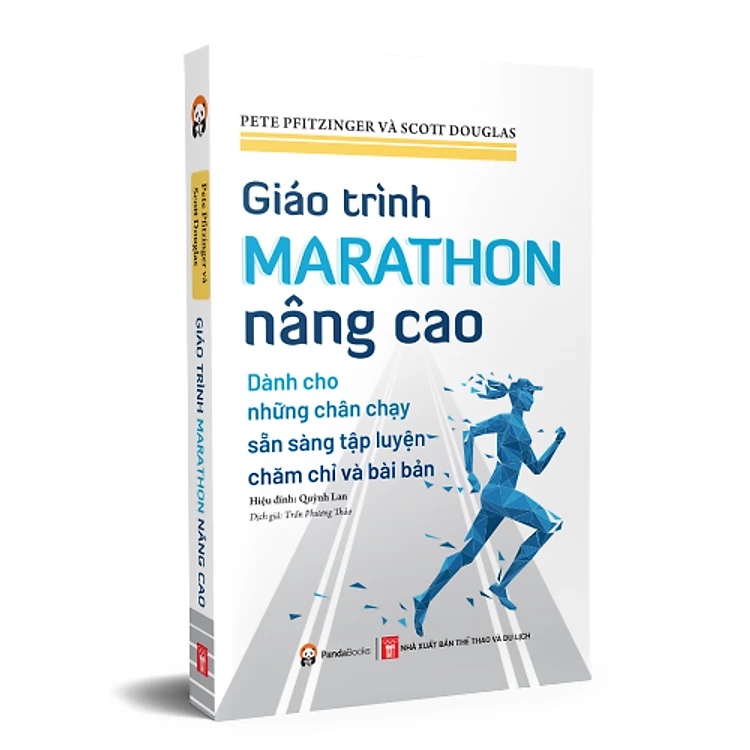 PETE PFITZINGER VÀ SCOTT DOUGLAS
Giáo trình
MARATHON
nâng cao
Dành cho
những chân chạy
sẵn sàng tập luyện
chăm chỉ và bài bản
Hiệu đính: Quỳnh Lan
Dịch giả: Trần Phương Thảo
PandaBooks
NHÀ XUẤT BẢN THỂ THAO VÀ DU LỊCH
Pete Pfitzinger và
Scott Douglas
GIÁO TRÌNH MARATHON NÂNG CAO